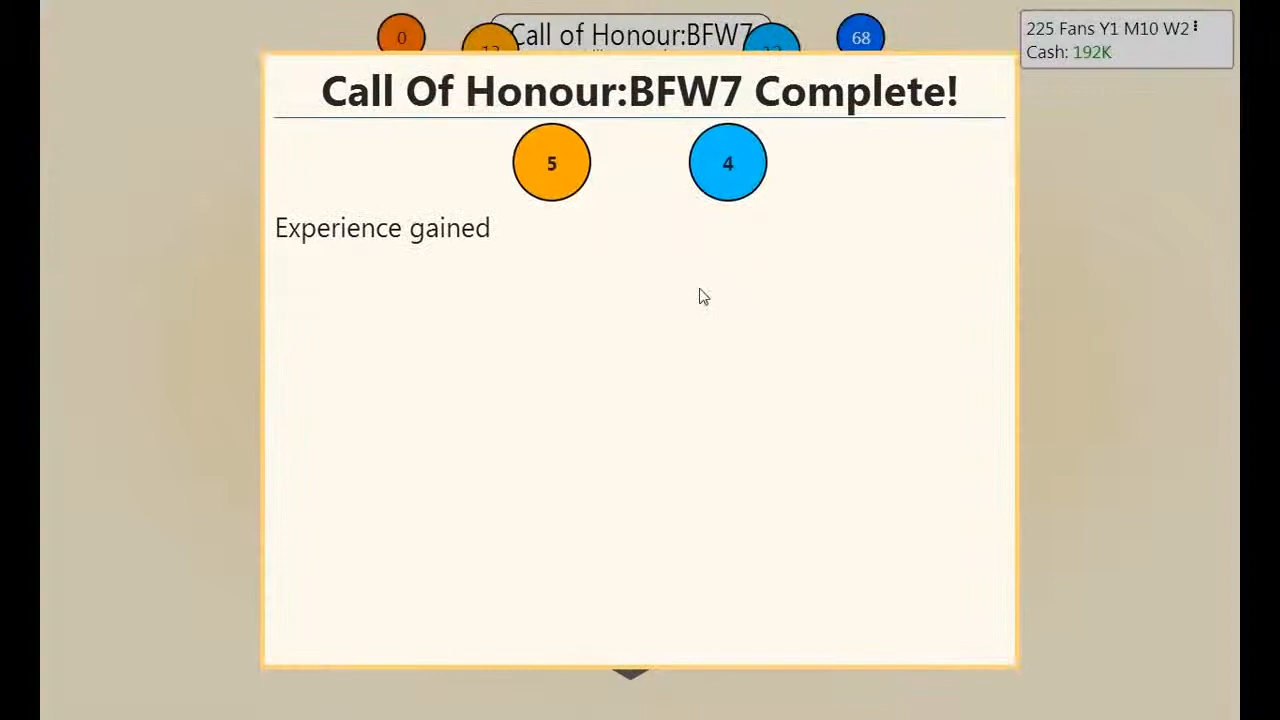 0
Call of Honour:BFW7
68
225 Fans Y1 M10 W2
Cash: 192K
Call Of Honour:BFW7 Complete!
5
4
Experience gained